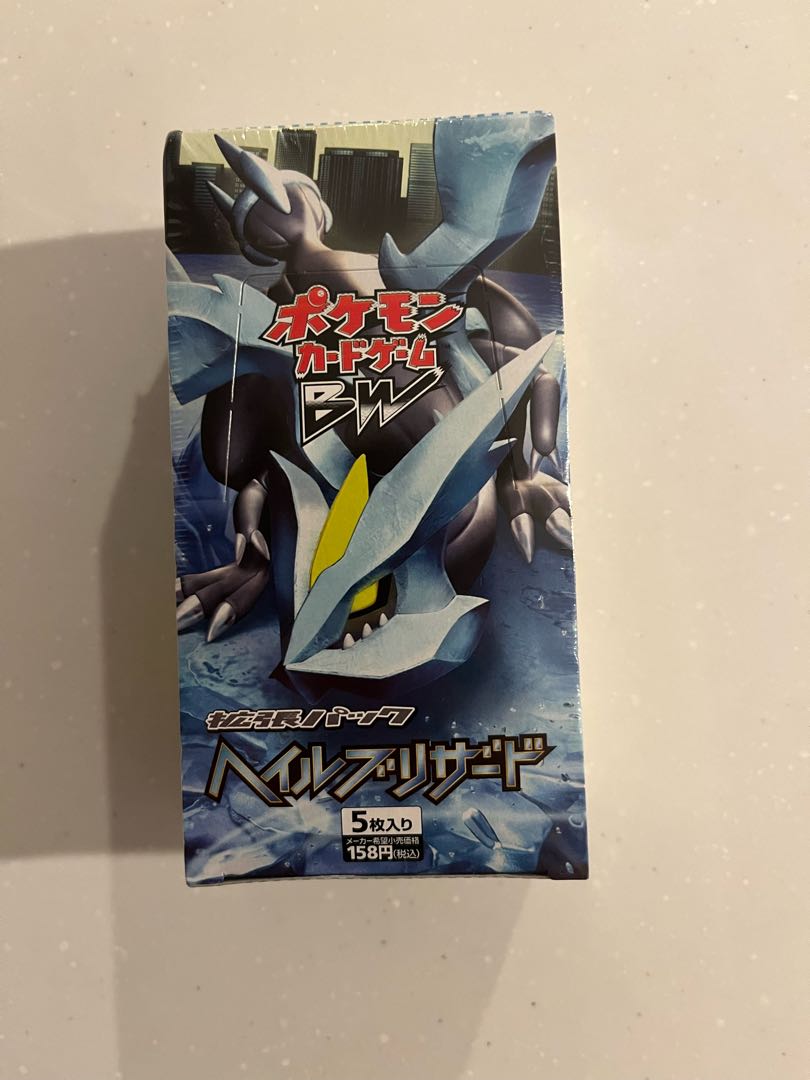 ポケモン
カードゲーム
BW
拡張パック
ヘイルブリザード
5枚入り
メーカー希望小売価格
158円(税込)